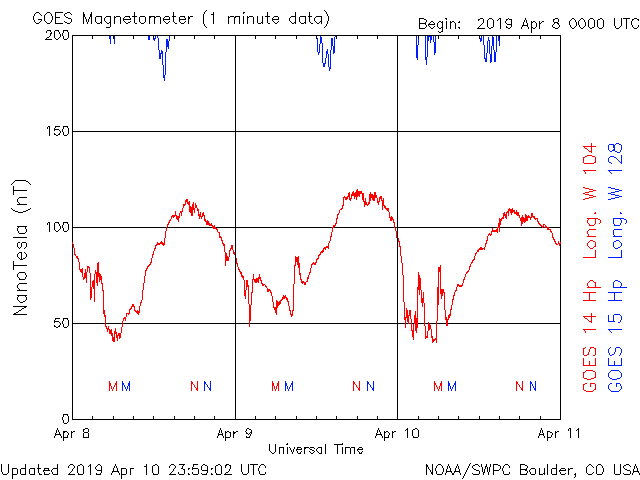 GOES Magnetometer (1 minute data)
Begin: 2019 Apr 8 0000 UTC
200
150
100
50
0
NanoTesla (nT)
M M N N M M N N M M N N
Apr 8 Apr 9 Apr 10 Apr 11
Universal Time
GOES 14 Hp Long. W 104
GOES 15 Hp Long. W 128
Updated 2019 Apr 10 23:59:02 UTC
NOAA/SWPC Boulder, CO USA